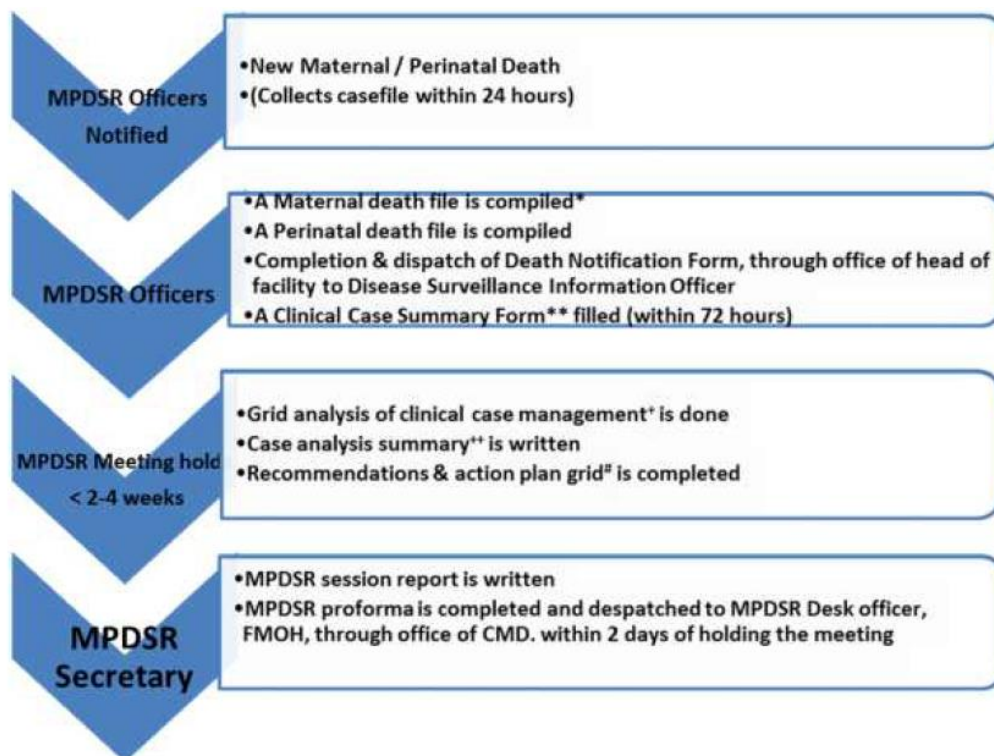 MPDSR Officers
Notified
•New Maternal / Perinatal Death
•(Collects casefile within 24 hours)
MPDSR Officers
•A Maternal death file is compiled*
•A Perinatal death file is compiled
•Completion & dispatch of Death Notification Form, through office of head of
facility to Disease Surveillance Information Officer
•A Clinical Case Summary Form** filled (within 72 hours)
MPDSR Meeting hold
< 2-4 weeks
•Grid analysis of clinical case management⁺ is done
•Case analysis summary⁺⁺ is written
•Recommendations & action plan grid# is completed
MPDSR
Secretary
•MPDSR session report is written
•MPDSR proforma is completed and despatched to MPDSR Desk officer,
FMOH, through office of CMD. within 2 days of holding the meeting